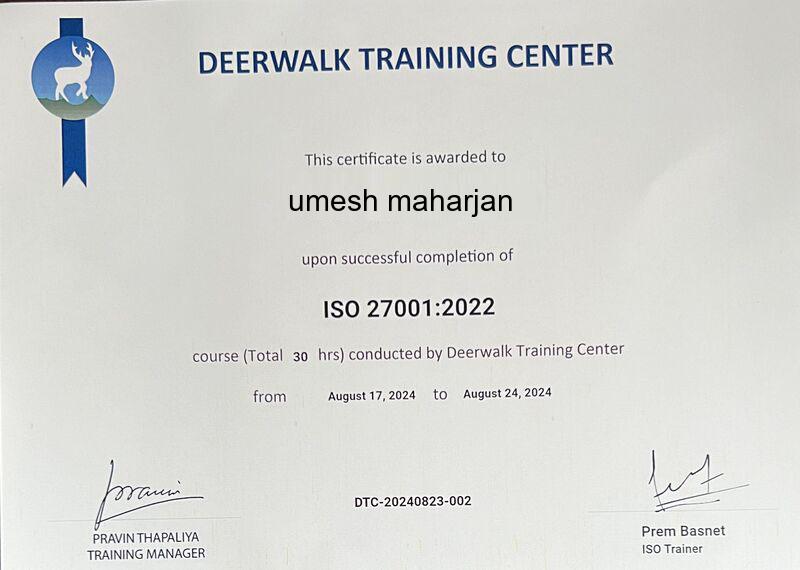 DEERWALK TRAINING CENTER
This certificate is awarded to
umesh maharjan
upon successful completion of
ISO 27001:2022
course (Total 30 hrs) conducted by Deerwalk Training Center
from August 17, 2024 to August 24, 2024
DTC-20240823-002
PRAVIN THAPALIYA
TRAINING MANAGER
Prem Basnet
ISO Trainer